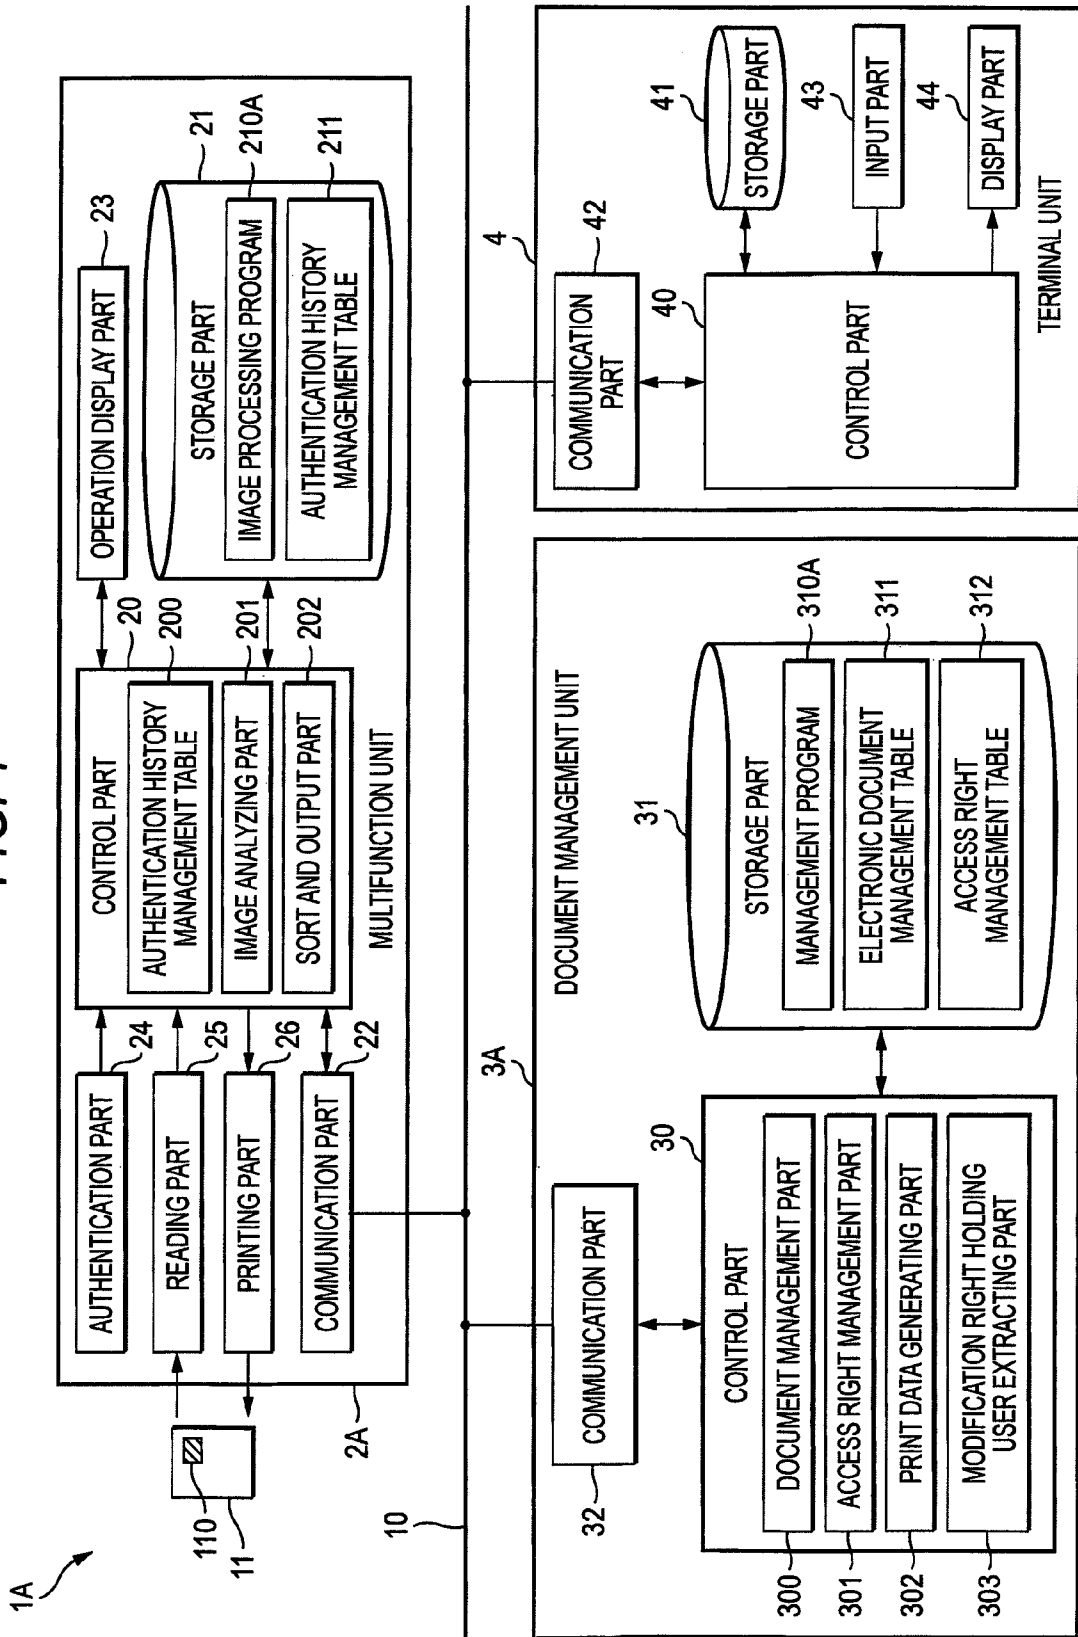 FIG.
1A
2A
MULTIFUNCTION UNIT
11
110
AUTHENTICATION PART
24
READING PART
25
PRINTING PART
26
COMMUNICATION PART
22
CONTROL PART
20
AUTHENTICATION HISTORY
MANAGEMENT TABLE
200
IMAGE ANALYZING PART
201
SORT AND OUTPUT PART
202
OPERATION DISPLAY PART
23
STORAGE PART
21
IMAGE PROCESSING PROGRAM
210A
AUTHENTICATION HISTORY
MANAGEMENT TABLE
211
10
3A
DOCUMENT MANAGEMENT UNIT
COMMUNICATION PART
32
CONTROL PART
30
DOCUMENT MANAGEMENT PART
300
ACCESS RIGHT MANAGEMENT PART
301
PRINT DATA GENERATING PART
302
MODIFICATION RIGHT HOLDING
USER EXTRACTING PART
303
STORAGE PART
31
MANAGEMENT PROGRAM
310A
ELECTRONIC DOCUMENT
MANAGEMENT TABLE
311
ACCESS RIGHT
MANAGEMENT TABLE
312
4
COMMUNICATION
PART
42
CONTROL PART
40
STORAGE PART
41
INPUT PART
43
DISPLAY PART
44
TERMINAL UNIT